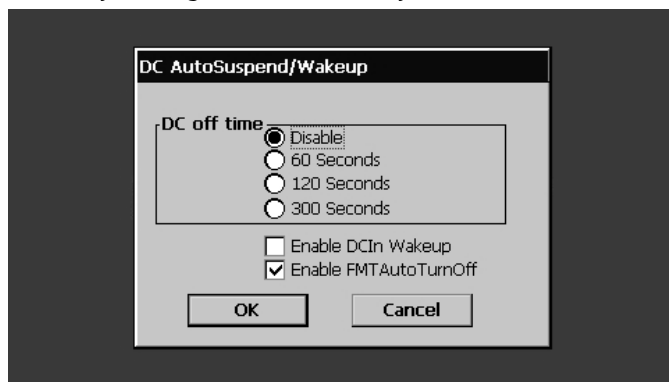 DC AutoSuspend/Wakeup
DC off time
Disable
60 Seconds
120 Seconds
300 Seconds
Enable DCIn Wakeup
Enable FMTAutoTurnOff
OK Cancel